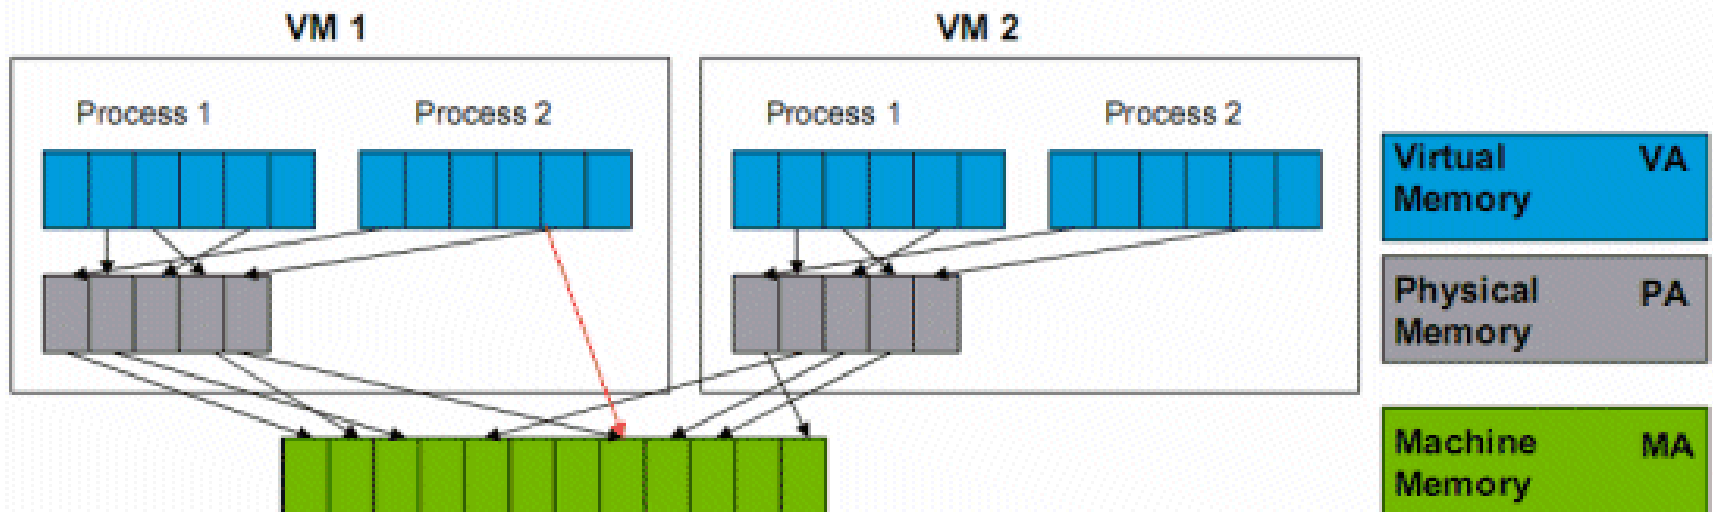 VM 1
VM 2
Process 1
Process 2
Process 1
Process 2
Virtual VA
Memory
Physical PA
Memory
Machine MA
Memory